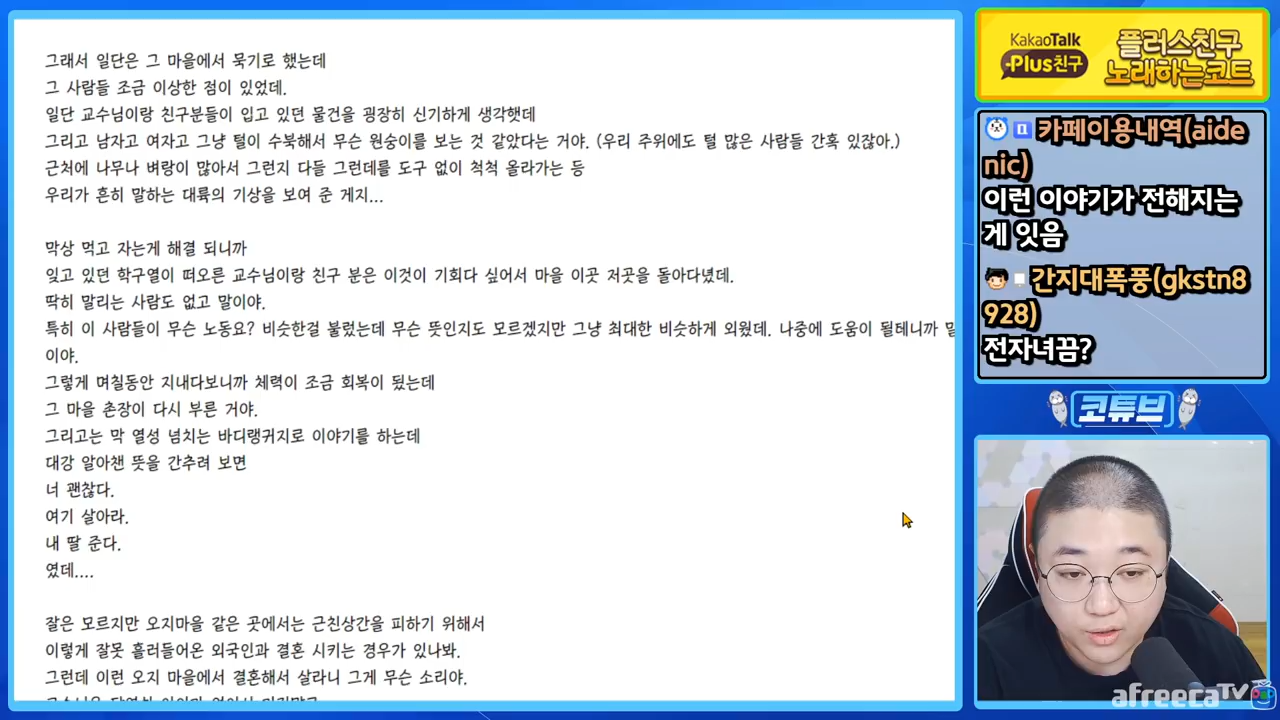 그래서 일단은 그 마을에서 묵기로 했는데
그 사람들 조금 이상한 점이 있었데.
일단 교수님이랑 친구분들이 입고 있던 물건을 굉장히 신기하게 생각했데
그리고 남자고 여자고 그냥 털이 수북해서 무슨 원숭이를 보는 것 같았다는 거야. (우리 주위에도 털 많은 사람들 간혹 있잖아.)
근처에 나무나 벼랑이 많아서 그런지 다들 그런데를 도구 없이 척척 올라가는 등
우리가 흔히 말하는 대륙의 기상을 보여 준 게지...
막상 먹고 자는게 해결 되니까
잊고 있던 학구열이 떠오른 교수님이랑 친구 분은 이것이 기회다 싶어서 마을 이곳 저곳을 돌아다녔데.
딱히 말리는 사람도 없고 말이야.
특히 이 사람들이 무슨 노동요? 비슷한걸 불렀는데 무슨 뜻인지도 모르겠지만 그냥 최대한 비슷하게 외웠데. 나중에 도움이 될테니까 말
이야.
그렇게 며칠동안 지내다보니까 체력이 조금 회복이 됬는데
그 마을 촌장이 다시 부른 거야.
그리고는 막 열성 넘치는 바디랭귀지로 이야기를 하는데
대강 알아챈 뜻을 간추려 보면
너 괜찮다.
여기 살아라.
내 딸 준다.
였데....
잘은 모르지만 오지마을 같은 곳에서는 근친상간을 피하기 위해서
이렇게 잘못 흘러들어온 외국인과 결혼 시키는 경우가 있나봐.
그런데 이런 오지 마을에서 결혼해서 살라니 그게 무슨 소리야.
KakaoTalk
Plus친구
플러스친구
노래하는코트
n 카페이용내역(aide
nic)
이런 이야기가 전해지는
게 잇음
간지대폭풍(gkstn8
928)
전자녀끔?
코튜브
afreecaTV